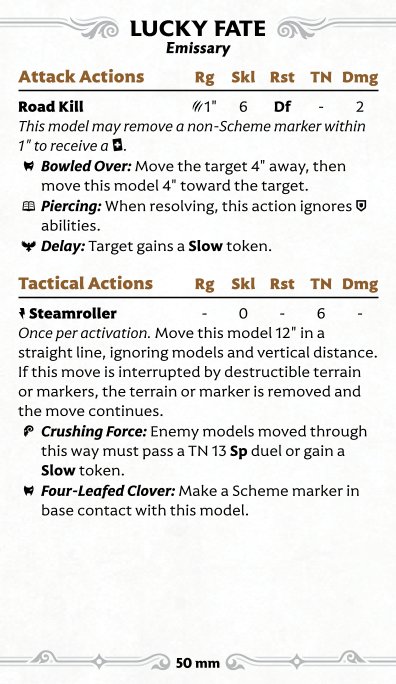 LUCKY FATE
Emissary
Attack Actions Rg Skl Rst TN Dmg
Road Kill 1" 6 Df - 2
This model may remove a non-Scheme marker within
1" to receive a .
Bowled Over: Move the target 4" away, then
move this model 4" toward the target.
Piercing: When resolving, this action ignores
abilities.
Delay: Target gains a Slow token.
Tactical Actions Rg Skl Rst TN Dmg
Steamroller - 0 - 6 -
Once per activation. Move this model 12" in a
straight line, ignoring models and vertical distance.
If this move is interrupted by destructible terrain
or markers, the terrain or marker is removed and
the move continues.
Crushing Force: Enemy models moved through
this way must pass a TN 13 Sp duel or gain a
Slow token.
Four-Leafed Clover: Make a Scheme marker in
base contact with this model.
50 mm